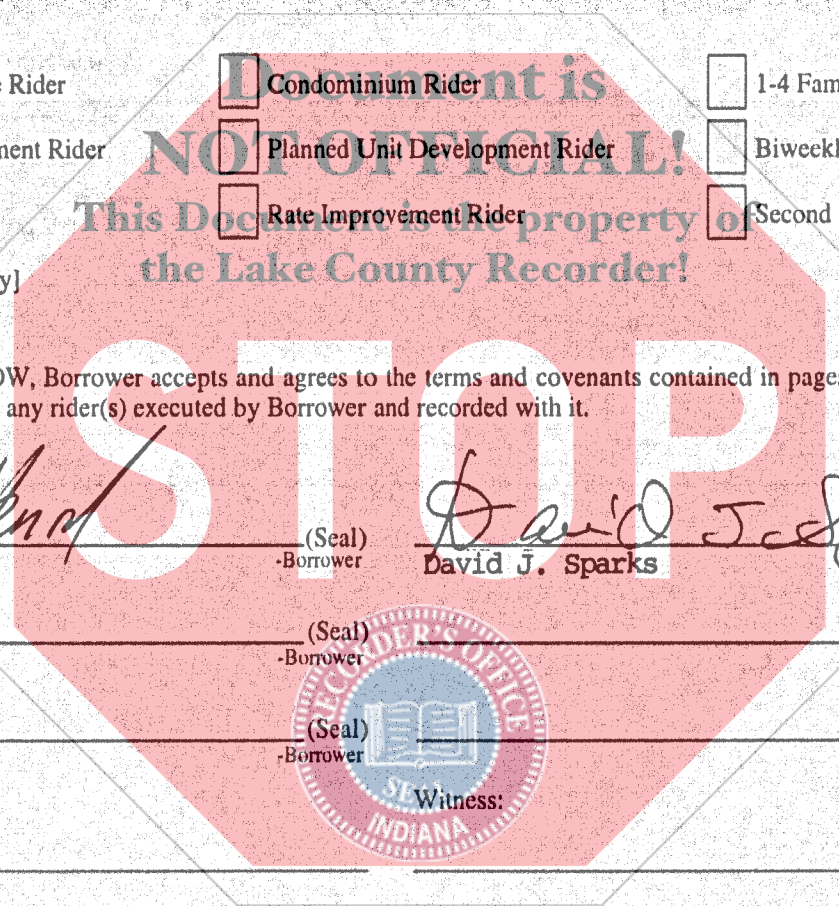 e Rider Condominium Rider 1-4 Fam
Document is
ment Rider Planned Unit Development Rider Biweekl
NOT OFFICIAL!
Rate Improvement Rider Second
This Document is the property of
the Lake County Recorder!
y]
OW, Borrower accepts and agrees to the terms and covenants contained in page
any rider(s) executed by Borrower and recorded with it.
STOP
(Seal)
-Borrower
David J. Sparks
(Seal)
-Borrower
RECORDER'S OFFICE
(Seal)
-Borrower
SEAL
Witness:
INDIANA